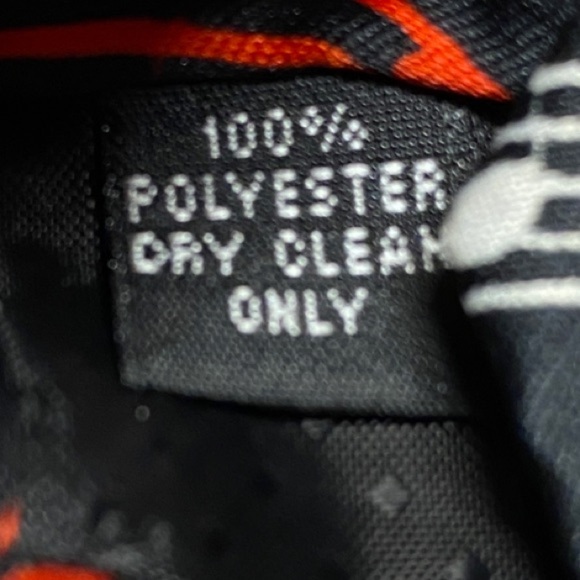 100%
POLYESTER
DRY CLEAN
ONLY